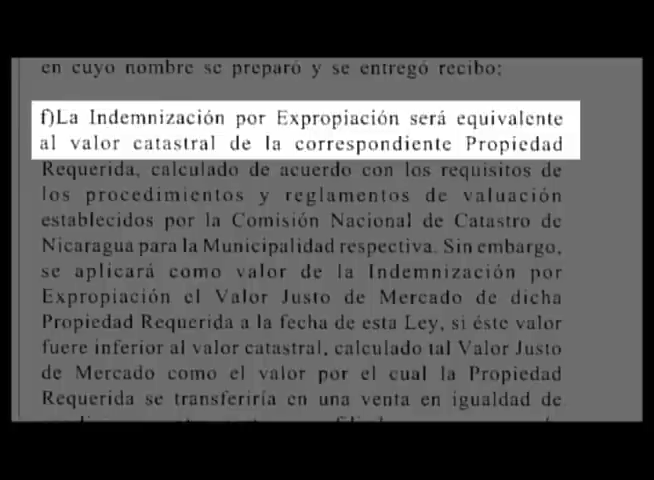 en cuyo nombre se preparó y se entregó recibo;
f)La Indemnización por Expropiación será equivalente
al valor catastral de la correspondiente Propiedad
Requerida, calculado de acuerdo con los requisitos de
los procedimientos y reglamentos de valuación
establecidos por la Comisión Nacional de Catastro de
Nicaragua para la Municipalidad respectiva. Sin embargo,
se aplicará como valor de la Indemnización por
Expropiación el Valor Justo de Mercado de dicha
Propiedad Requerida a la fecha de esta Ley, si éste valor
fuere inferior al valor catastral, calculado tal Valor Justo
de Mercado como el valor por el cual la Propiedad
Requerida se transferiría en una venta en igualdad de